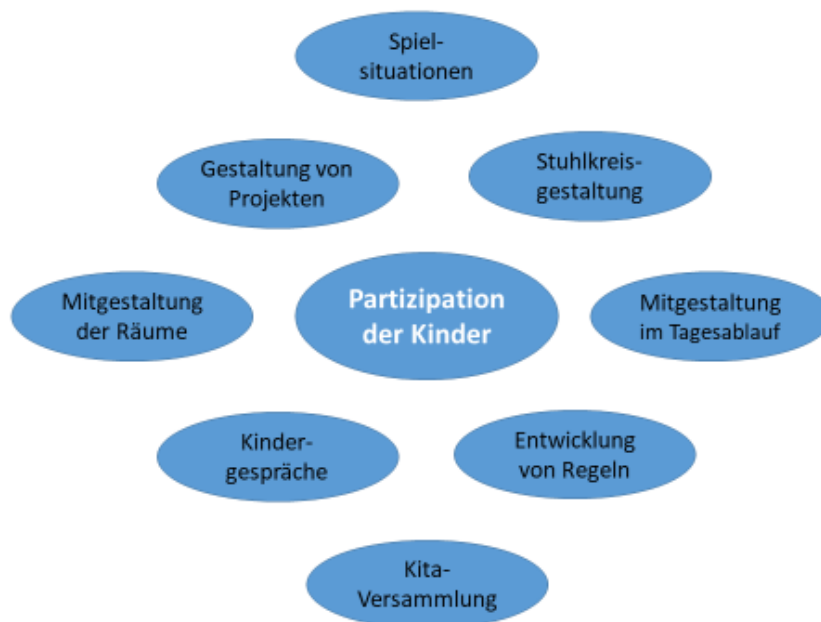 Spiel-
situationen
Gestaltung von
Projekten
Stuhlkreis-
gestaltung
Mitgestaltung
der Räume
Partizipation
der Kinder
Mitgestaltung
im Tagesablauf
Kinder-
gespräche
Entwicklung
von Regeln
Kita-
Versammlung